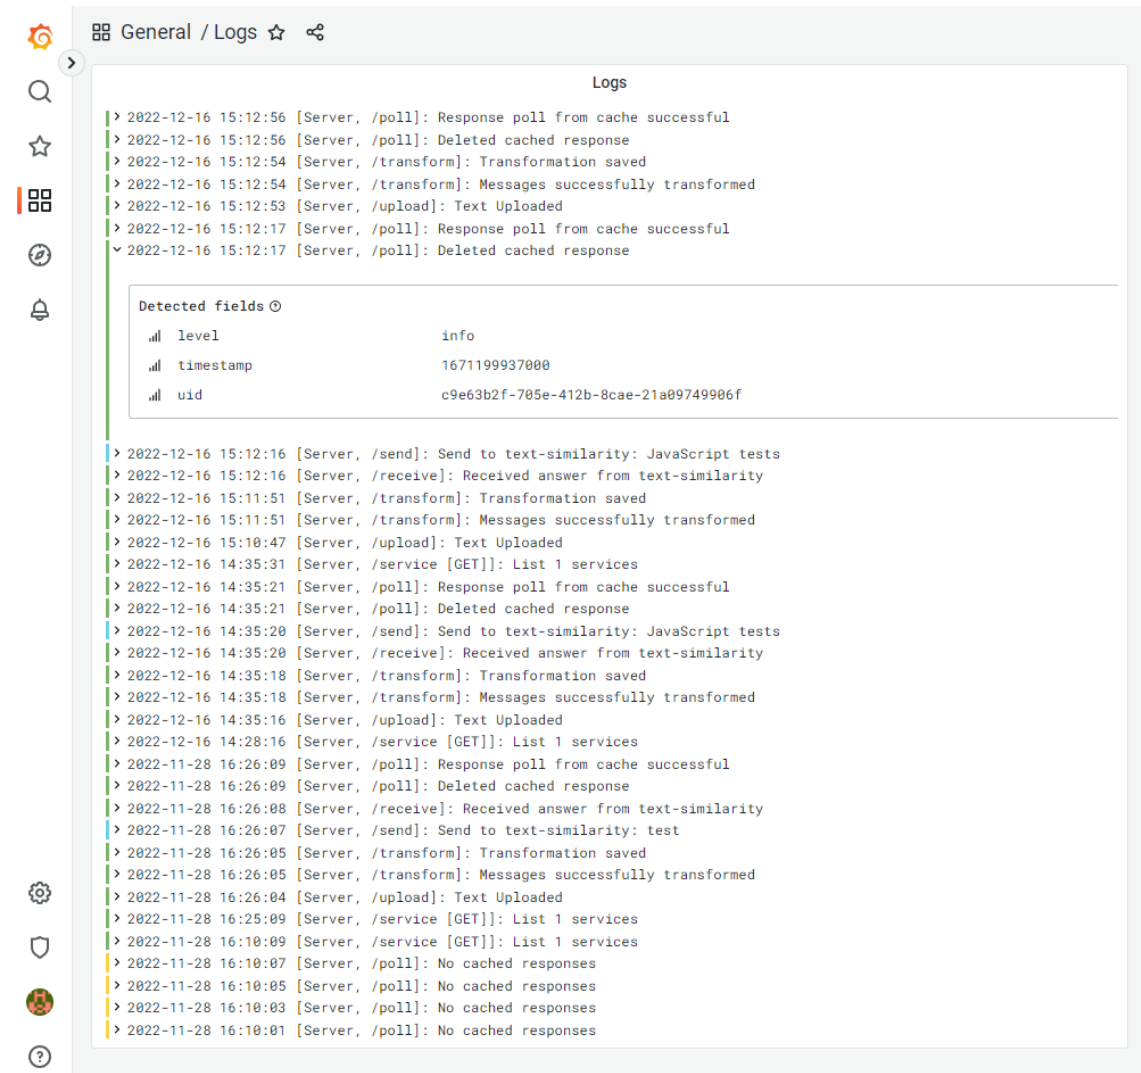 General / Logs
Logs
2022-12-16 15:12:56 [Server, /poll]: Response poll from cache successful
2022-12-16 15:12:56 [Server, /poll]: Deleted cached response
2022-12-16 15:12:54 [Server, /transform]: Transformation saved
2022-12-16 15:12:54 [Server, /transform]: Messages successfully transformed
2022-12-16 15:12:53 [Server, /upload]: Text Uploaded
2022-12-16 15:12:17 [Server, /poll]: Response poll from cache successful
2022-12-16 15:12:17 [Server, /poll]: Deleted cached response
Detected fields
level info
timestamp 1671199937000
uid c9e63b2f-705e-412b-8cae-21a09749906f
2022-12-16 15:12:16 [Server, /send]: Send to text-similarity: JavaScript tests
2022-12-16 15:12:16 [Server, /receive]: Received answer from text-similarity
2022-12-16 15:11:51 [Server, /transform]: Transformation saved
2022-12-16 15:11:51 [Server, /transform]: Messages successfully transformed
2022-12-16 15:10:47 [Server, /upload]: Text Uploaded
2022-12-16 14:35:31 [Server, /service [GET]]: List 1 services
2022-12-16 14:35:21 [Server, /poll]: Response poll from cache successful
2022-12-16 14:35:21 [Server, /poll]: Deleted cached response
2022-12-16 14:35:20 [Server, /send]: Send to text-similarity: JavaScript tests
2022-12-16 14:35:20 [Server, /receive]: Received answer from text-similarity
2022-12-16 14:35:18 [Server, /transform]: Transformation saved
2022-12-16 14:35:18 [Server, /transform]: Messages successfully transformed
2022-12-16 14:35:16 [Server, /upload]: Text Uploaded
2022-12-16 14:28:16 [Server, /service [GET]]: List 1 services
2022-11-28 16:26:09 [Server, /poll]: Response poll from cache successful
2022-11-28 16:26:09 [Server, /poll]: Deleted cached response
2022-11-28 16:26:08 [Server, /receive]: Received answer from text-similarity
2022-11-28 16:26:07 [Server, /send]: Send to text-similarity: test
2022-11-28 16:26:05 [Server, /transform]: Transformation saved
2022-11-28 16:26:05 [Server, /transform]: Messages successfully transformed
2022-11-28 16:26:04 [Server, /upload]: Text Uploaded
2022-11-28 16:25:09 [Server, /service [GET]]: List 1 services
2022-11-28 16:10:09 [Server, /service [GET]]: List 1 services
2022-11-28 16:10:07 [Server, /poll]: No cached responses
2022-11-28 16:10:05 [Server, /poll]: No cached responses
2022-11-28 16:10:03 [Server, /poll]: No cached responses
2022-11-28 16:10:01 [Server, /poll]: No cached responses